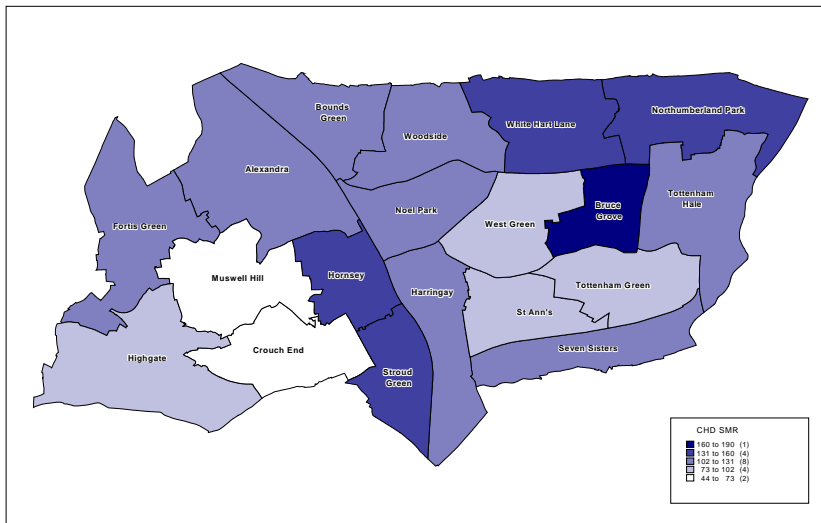 Bounds
Green
Woodside
White Hart Lane
Northumberland Park
Alexandra
Tottenham
Hale
Noel Park
Bruce
Grove
West Green
Fortis Green
Muswell Hill
Hornsey
Harringay
Tottenham Green
St Ann's
Highgate
Crouch End
Seven Sisters
Stroud
Green
CHD SMR
160 to 190 (1)
131 to 160 (4)
102 to 131 (8)
73 to 102 (4)
44 to 73 (2)